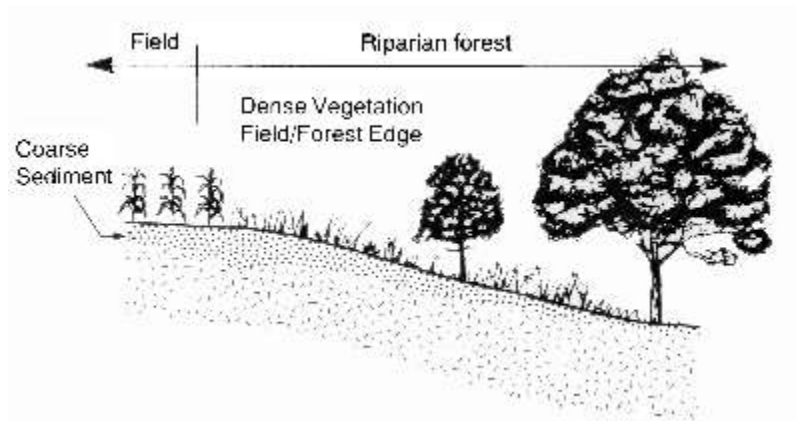 Field
Riparian forest
Dense Vegetation
Field/Forest Edge
Coarse
Sediment